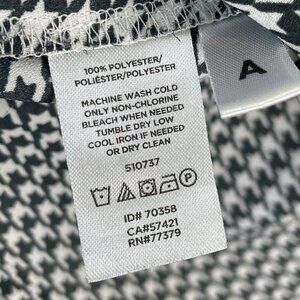 100% POLYESTER/
POLIÉSTER/POLYESTER
MACHINE WASH COLD
ONLY NON-CHLORINE
BLEACH WHEN NEEDED
TUMBLE DRY LOW
COOL IRON IF NEEDED
OR DRY CLEAN
510737
ID# 70358
CA#57421
RN#77379
A